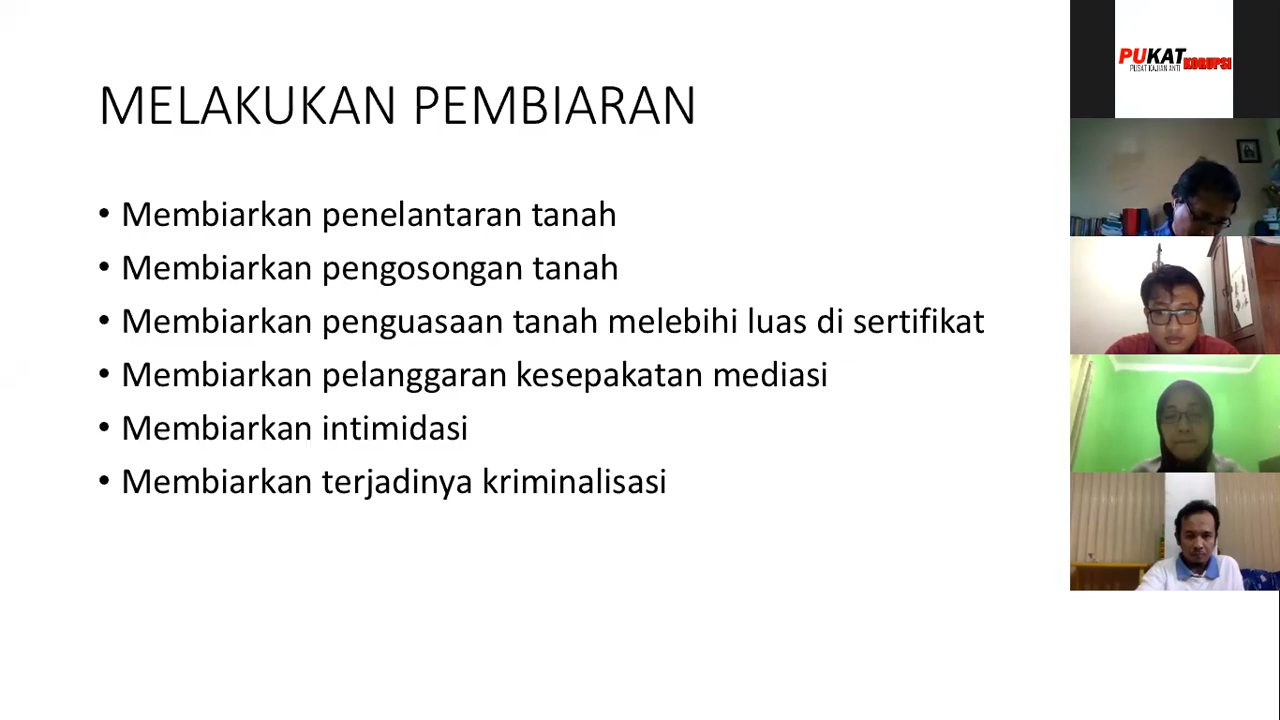 MELAKUKAN PEMBIARAN
• Membiarkan penelantaran tanah
• Membiarkan pengosongan tanah
• Membiarkan penguasaan tanah melebihi luas di sertifikat
• Membiarkan pelanggaran kesepakatan mediasi
• Membiarkan intimidasi
• Membiarkan terjadinya kriminalisasi
PUKAT
PUSAT KAJIAN ANTI KORUPSI